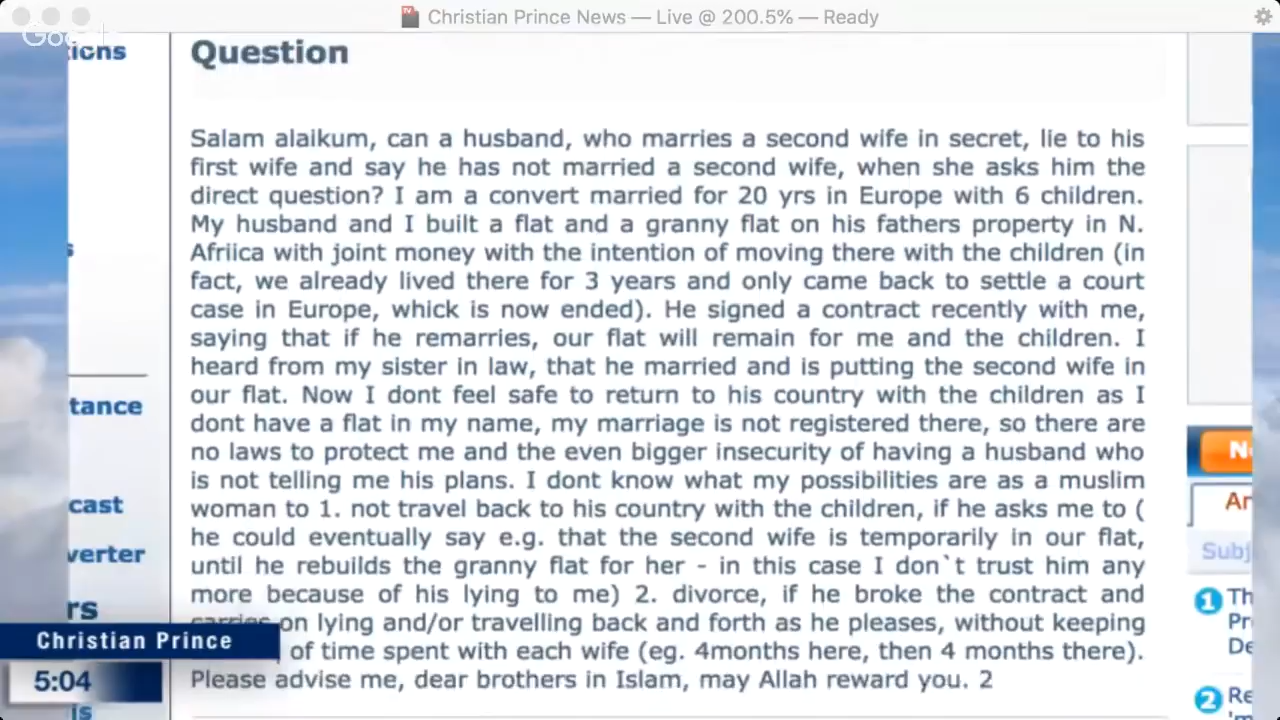 Christian Prince News — Live @ 200.5% — Ready
tions
Question
Salam alaikum, can a husband, who marries a second wife in secret, lie to his
first wife and say he has not married a second wife, when she asks him the
direct question? I am a convert married for 20 yrs in Europe with 6 children.
My husband and I built a flat and a granny flat on his fathers property in N.
Afriica with joint money with the intention of moving there with the children (in
s
fact, we already lived there for 3 years and only came back to settle a court
case in Europe, whick is now ended). He signed a contract recently with me,
saying that if he remarries, our flat will remain for me and the children. I
heard from my sister in law, that he married and is putting the second wife in
our flat. Now I dont feel safe to return to his country with the children as I
tance
dont have a flat in my name, my marriage is not registered there, so there are
no laws to protect me and the even bigger insecurity of having a husband who
is not telling me his plans. I dont know what my possibilities are as a muslim
cast
woman to 1. not travel back to his country with the children, if he asks me to (
he could eventually say e.g. that the second wife is temporarily in our flat,
verter
until he rebuilds the granny flat for her - in this case I don`t trust him any
more because of his lying to me) 2. divorce, if he broke the contract and
rs
carries on lying and/or travelling back and forth as he pleases, without keeping
of time spent with each wife (eg. 4months here, then 4 months there).
Please advise me, dear brothers in Islam, may Allah reward you. 2
Christian Prince
5:04
is
N
Ar
Subj
1 Th
Pr
De
2 Re
'm